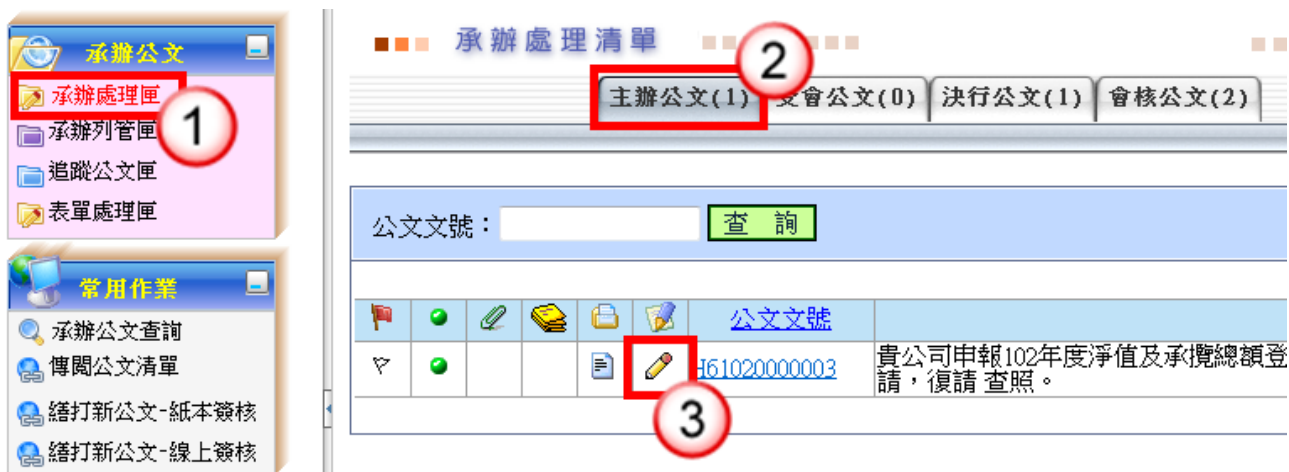 承辦公文
承辦處理匣
1
承辦列管匣
追蹤公文匣
表單處理匣
常用作業
承辦公文查詢
傳閱公文清單
繕打新公文-紙本簽核
繕打新公文-線上簽核
承辦處理清單
2
主辦公文(1) 受會公文(0) 決行公文(1) 會核公文(2)
公文文號：
查 詢
公文文號
H61020000003
貴公司申報102年度淨值及承攬總額登
請，復請 查照。
3